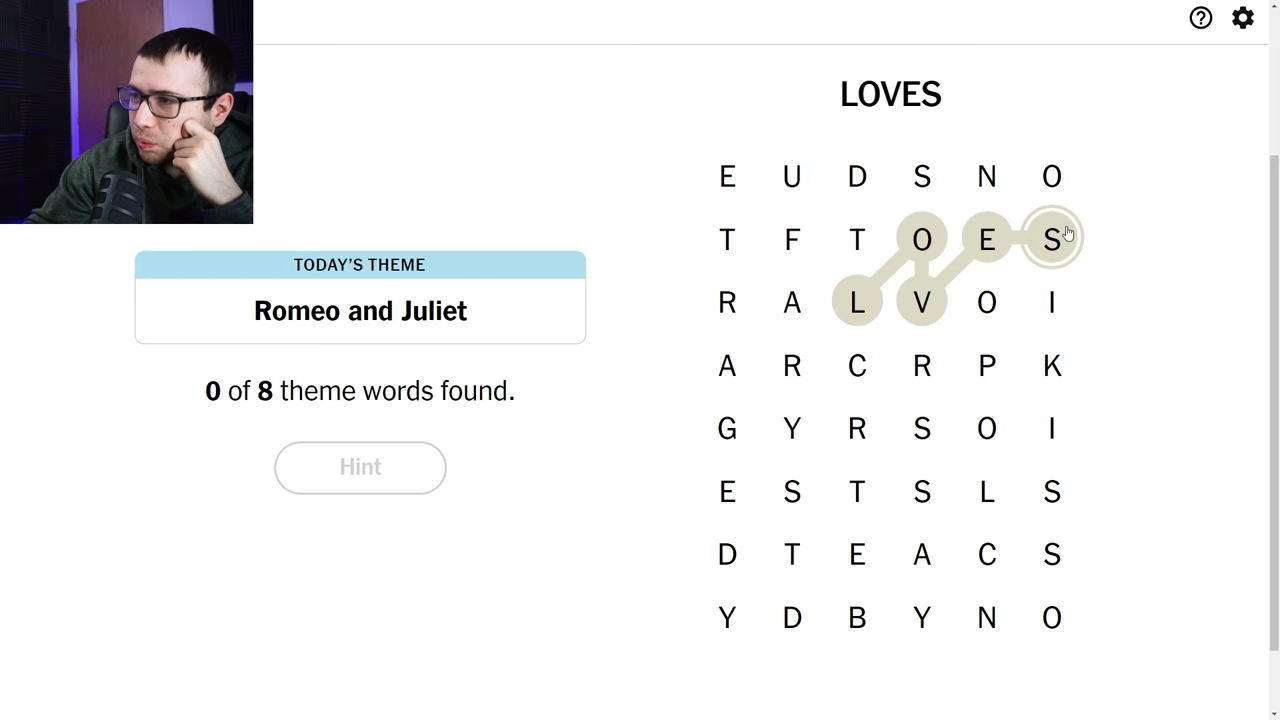 LOVES
TODAY'S THEME
Romeo and Juliet
0 of 8 theme words found.
Hint
E U D S N O
T F T O E S
R A L V O I
A R C R P K
G Y R S O I
E S T S L S
D T E A C S
Y D B Y N O